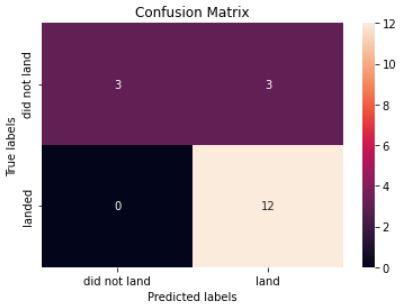 Confusion Matrix
True labels
did not land
landed
3
3
0
12
did not land
land
Predicted labels
12
10
8
6
4
2
0